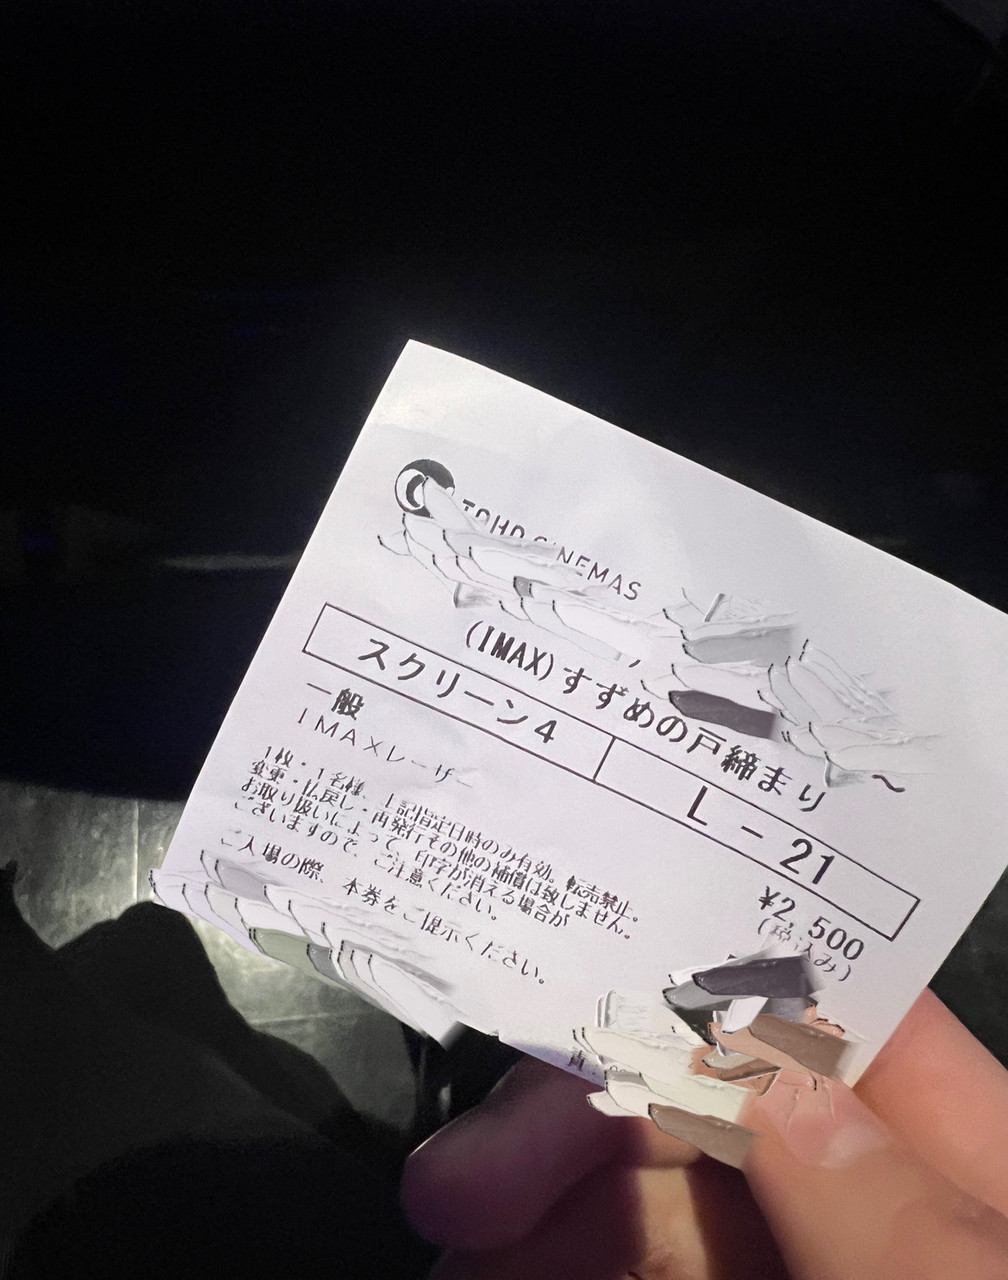 TOHO CINEMAS
(IMAX)すずめの戸締まり
スクリーン4 L - 21
一般 ¥2,500
IMAXレーザー (税込み)
1枚・1名様、上記指定日時のみ有効。転売禁止。
変更・払戻し・再発行その他の補償は致しません。
お取り扱いによって、印字が消える場合が
ございますので、ご注意ください。
ご入場の際、本券をご提示ください。